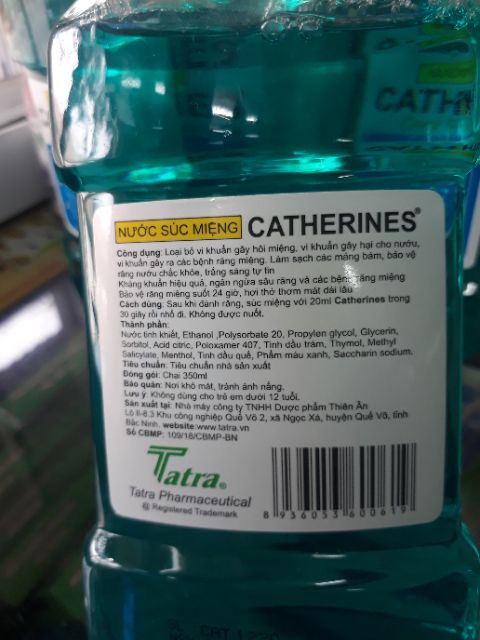 NƯỚC SÚC MIỆNG CATHERINES®
Công dụng: Loại bỏ vi khuẩn gây hôi miệng, vi khuẩn gây hại cho nướu,
vi khuẩn gây ra các bệnh răng miệng. Làm sạch các mảng bám, bảo vệ
răng nướu chắc khỏe, trắng sáng tự tin
Kháng khuẩn hiệu quả, ngăn ngừa sâu răng và các bệnh răng miệng
Bảo vệ răng miệng suốt 24 giờ, hơi thở thơm mát dài lâu
Cách dùng: Sau khi đánh răng, súc miệng với 20ml Catherines trong
30 giây rồi nhổ đi. Không được nuốt.
Thành phần:
Nước tinh khiết, Ethanol ,Polysorbate 20, Propylen glycol, Glycerin,
Sorbitol, Acid citric, Poloxamer 407, Tinh dầu tràm, Thymol, Methyl
Salicylate, Menthol, Tinh dầu quế, Phẩm màu xanh, Saccharin sodium.
Tiêu chuẩn: Tiêu chuẩn nhà sản xuất
Đóng gói: Chai 350ml
Bảo quản: Nơi khô mát, tránh ánh nắng.
Lưu ý: Không dùng cho trẻ em dưới 12 tuổi.
Sản xuất tại: Nhà máy công ty TNHH Dược phẩm Thiên Ân
Lô II-8.3 Khu công nghiệp Quế Võ 2, xã Ngọc Xá, huyện Quế Võ, tỉnh
Bắc Ninh. website:www.tatra.vn
Số CBMP: 109/18/CBMP-BN
Tatra®
Tatra Pharmaceutical
® Registered Trademark
8 936033 600619
CATH